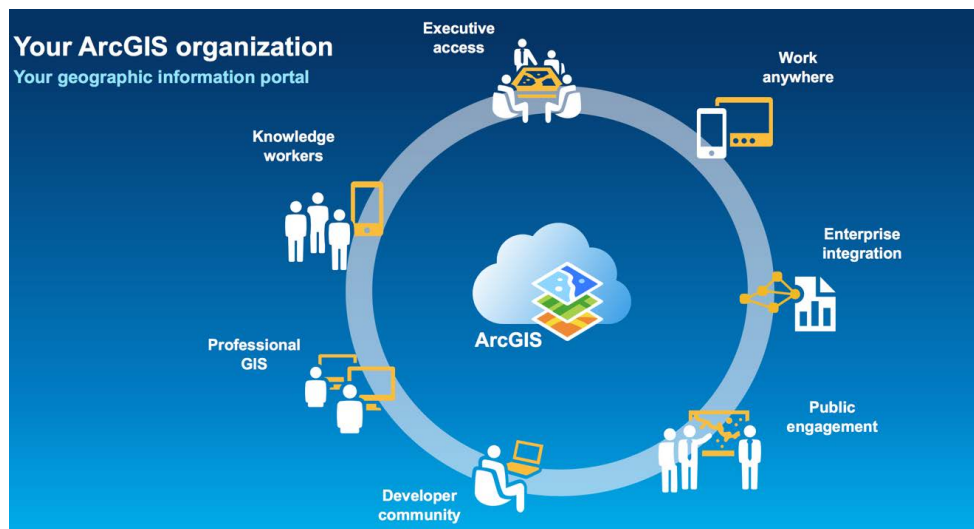 Your ArcGIS organization
Your geographic information portal
Executive
access
Work
anywhere
Knowledge
workers
Enterprise
integration
ArcGIS
Professional
GIS
Public
engagement
Developer
community